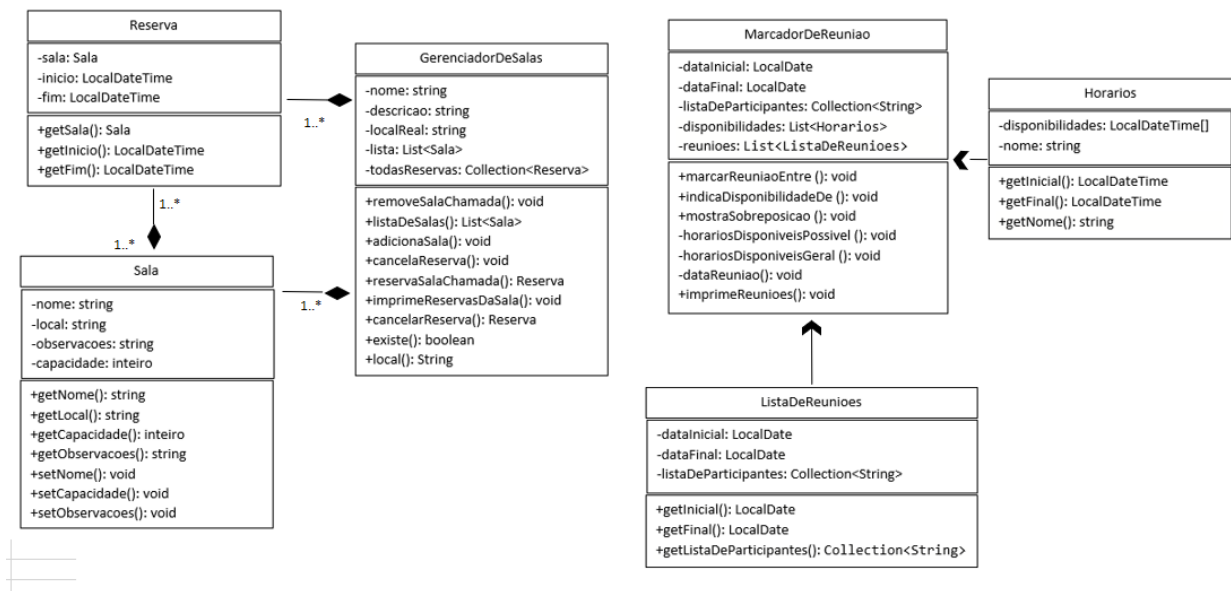 Reserva
-sala: Sala
-inicio: LocalDateTime
-fim: LocalDateTime
+getSala(): Sala
+getInicio(): LocalDateTime
+getFim(): LocalDateTime
1..*
1..*
1..*
GerenciadorDeSalas
-nome: string
-descricao: string
-localReal: string
-lista: List<Sala>
-todasReservas: Collection<Reserva>
+removeSalaChamada(): void
+listaDeSalas(): List<Sala>
+adicionaSala(): void
+cancelaReserva(): void
+reservaSalaChamada(): Reserva
+imprimeReservasDaSala(): void
+cancelarReserva(): Reserva
+existe(): boolean
+local(): String
1..*
Sala
-nome: string
-local: string
-observacoes: string
-capacidade: inteiro
+getNome(): string
+getLocal(): string
+getCapacidade(): inteiro
+getObservacoes(): string
+setNome(): void
+setCapacidade(): void
+setObservacoes(): void
MarcadorDeReuniao
-dataInicial: LocalDate
-dataFinal: LocalDate
-listaDeParticipantes: Collection<String>
-disponibilidades: List<Horarios>
-reunioes: List<ListaDeReunioes>
+marcarReuniaoEntre (): void
+indicaDisponibilidadeDe (): void
+mostraSobreposicao (): void
-horariosDisponiveisPossivel (): void
-horariosDisponiveisGeral (): void
-dataReuniao(): void
+imprimeReunioes(): void
Horarios
-disponibilidades: LocalDateTime[]
-nome: string
+getInicial(): LocalDateTime
+getFinal(): LocalDateTime
+getNome(): string
ListaDeReunioes
-dataInicial: LocalDate
-dataFinal: LocalDate
-listaDeParticipantes: Collection<String>
+getInicial(): LocalDate
+getFinal(): LocalDate
+getListaDeParticipantes(): Collection<String>